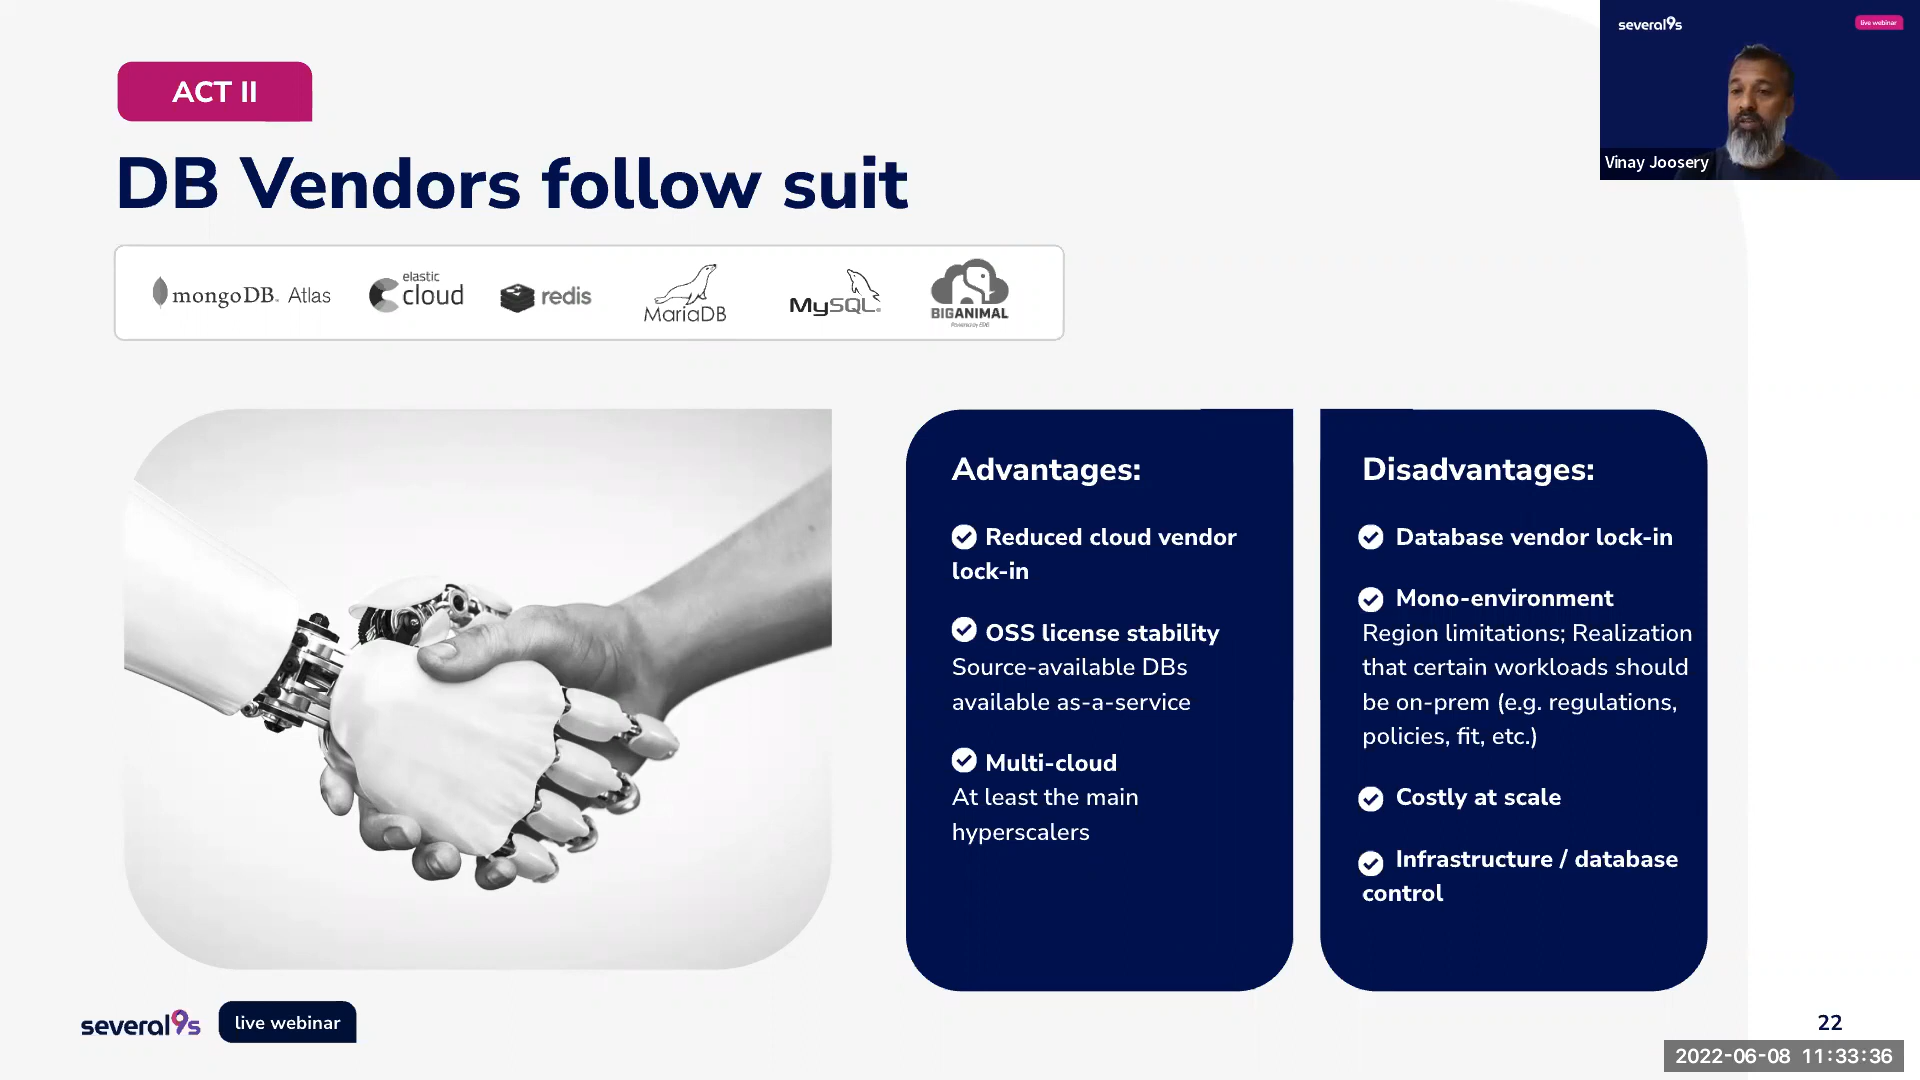 several9s
live webinar
Vinay Joosery
ACT II
DB Vendors follow suit
mongoDB. Atlas
elastic
cloud
redis
MariaDB
MySQL
BIGANIMAL
Powered by EDB
Advantages:
Reduced cloud vendor
lock-in
OSS license stability
Source-available DBs
available as-a-service
Multi-cloud
At least the main
hyperscalers
Disadvantages:
Database vendor lock-in
Mono-environment
Region limitations; Realization
that certain workloads should
be on-prem (e.g. regulations,
policies, fit, etc.)
Costly at scale
Infrastructure / database
control
several9s
live webinar
22
2022-06-08 11:33:36